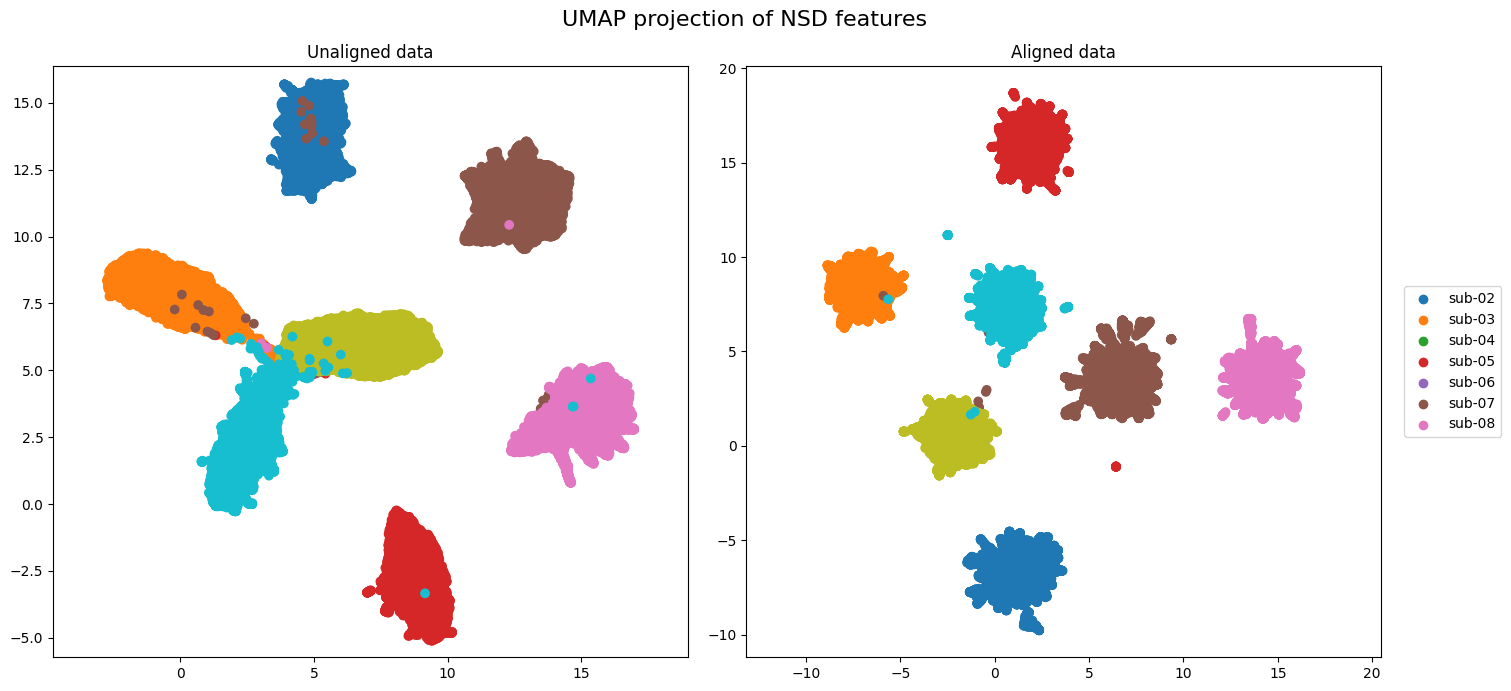 UMAP projection of NSD features
Unaligned data
15.0
12.5
10.0
7.5
5.0
2.5
0.0
−2.5
−5.0
0 5 10 15
Aligned data
20
15
10
5
0
−5
−10
−10 −5 0 5 10 15 20
sub-02
sub-03
sub-04
sub-05
sub-06
sub-07
sub-08